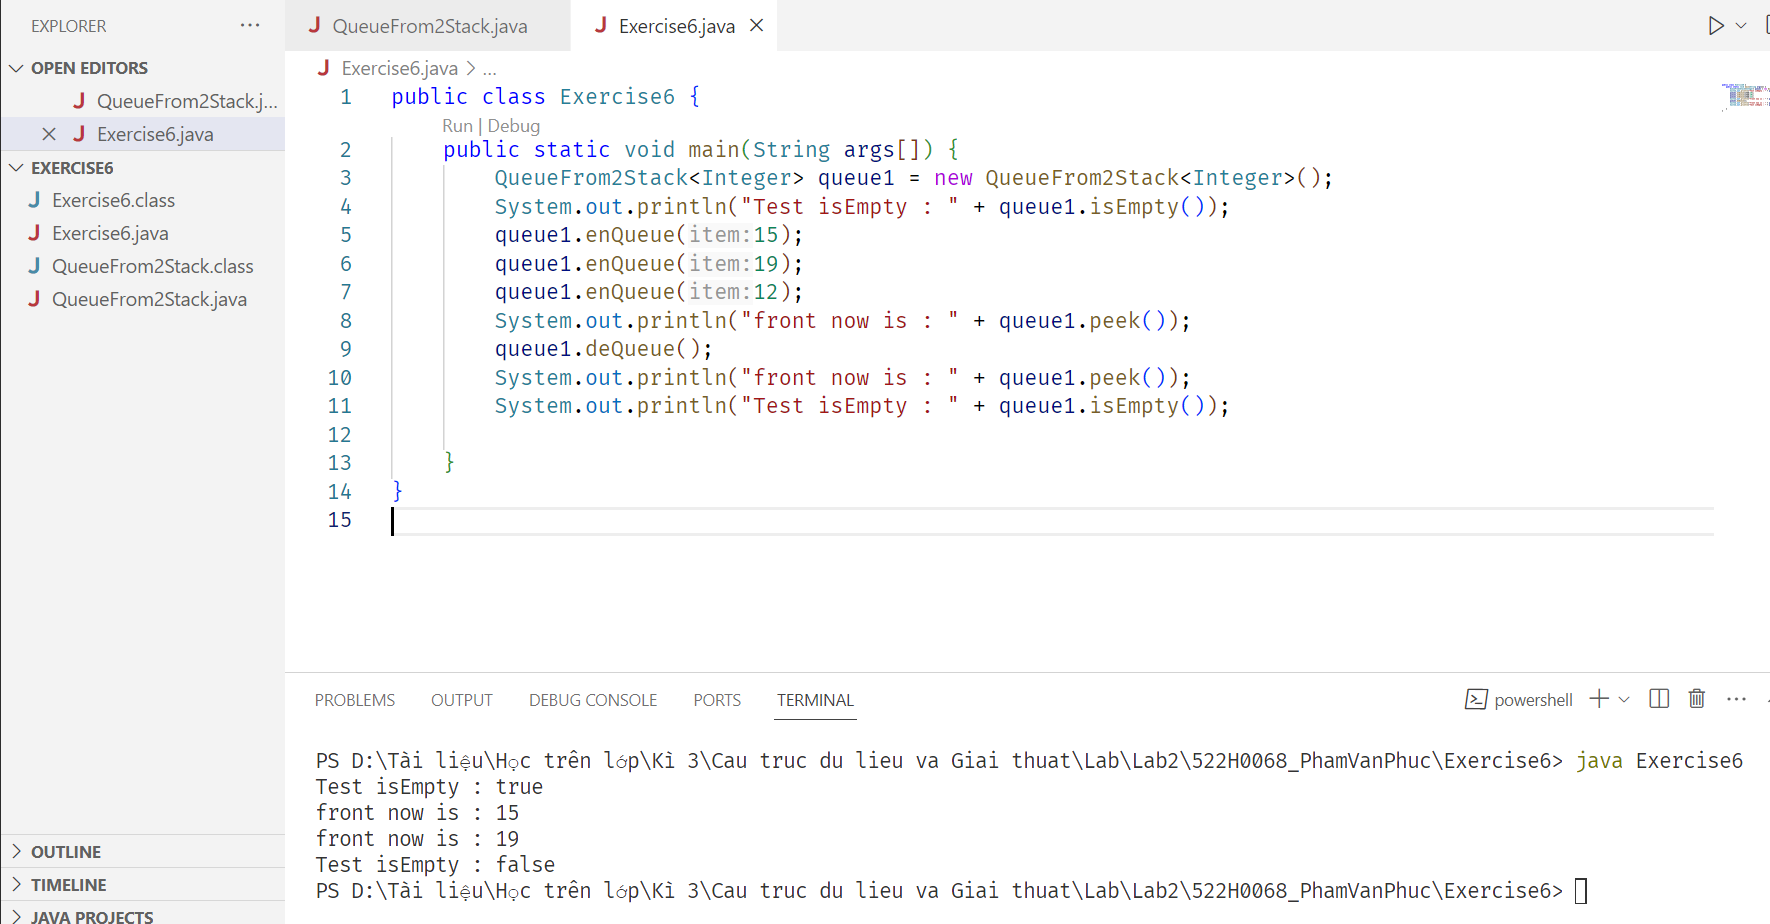 EXPLORER
OPEN EDITORS
QueueFrom2Stack.j...
Exercise6.java
EXERCISE6
Exercise6.class
Exercise6.java
QueueFrom2Stack.class
QueueFrom2Stack.java
OUTLINE
TIMELINE
JAVA PROJECTS
QueueFrom2Stack.java
Exercise6.java
Exercise6.java > ...
1 public class Exercise6 {
Run | Debug
2 public static void main(String args[]) {
3 QueueFrom2Stack<Integer> queue1 = new QueueFrom2Stack<Integer>();
4 System.out.println("Test isEmpty : " + queue1.isEmpty());
5 queue1.enQueue(item:15);
6 queue1.enQueue(item:19);
7 queue1.enQueue(item:12);
8 System.out.println("front now is : " + queue1.peek());
9 queue1.deQueue();
10 System.out.println("front now is : " + queue1.peek());
11 System.out.println("Test isEmpty : " + queue1.isEmpty());
12
13 }
14 }
15
PROBLEMS OUTPUT DEBUG CONSOLE PORTS TERMINAL powershell
PS D:\Tài liệu\Học trên lớp\Kì 3\Cau truc du lieu va Giai thuat\Lab\Lab2\522H0068_PhamVanPhuc\Exercise6> java Exercise6
Test isEmpty : true
front now is : 15
front now is : 19
Test isEmpty : false
PS D:\Tài liệu\Học trên lớp\Kì 3\Cau truc du lieu va Giai thuat\Lab\Lab2\522H0068_PhamVanPhuc\Exercise6>